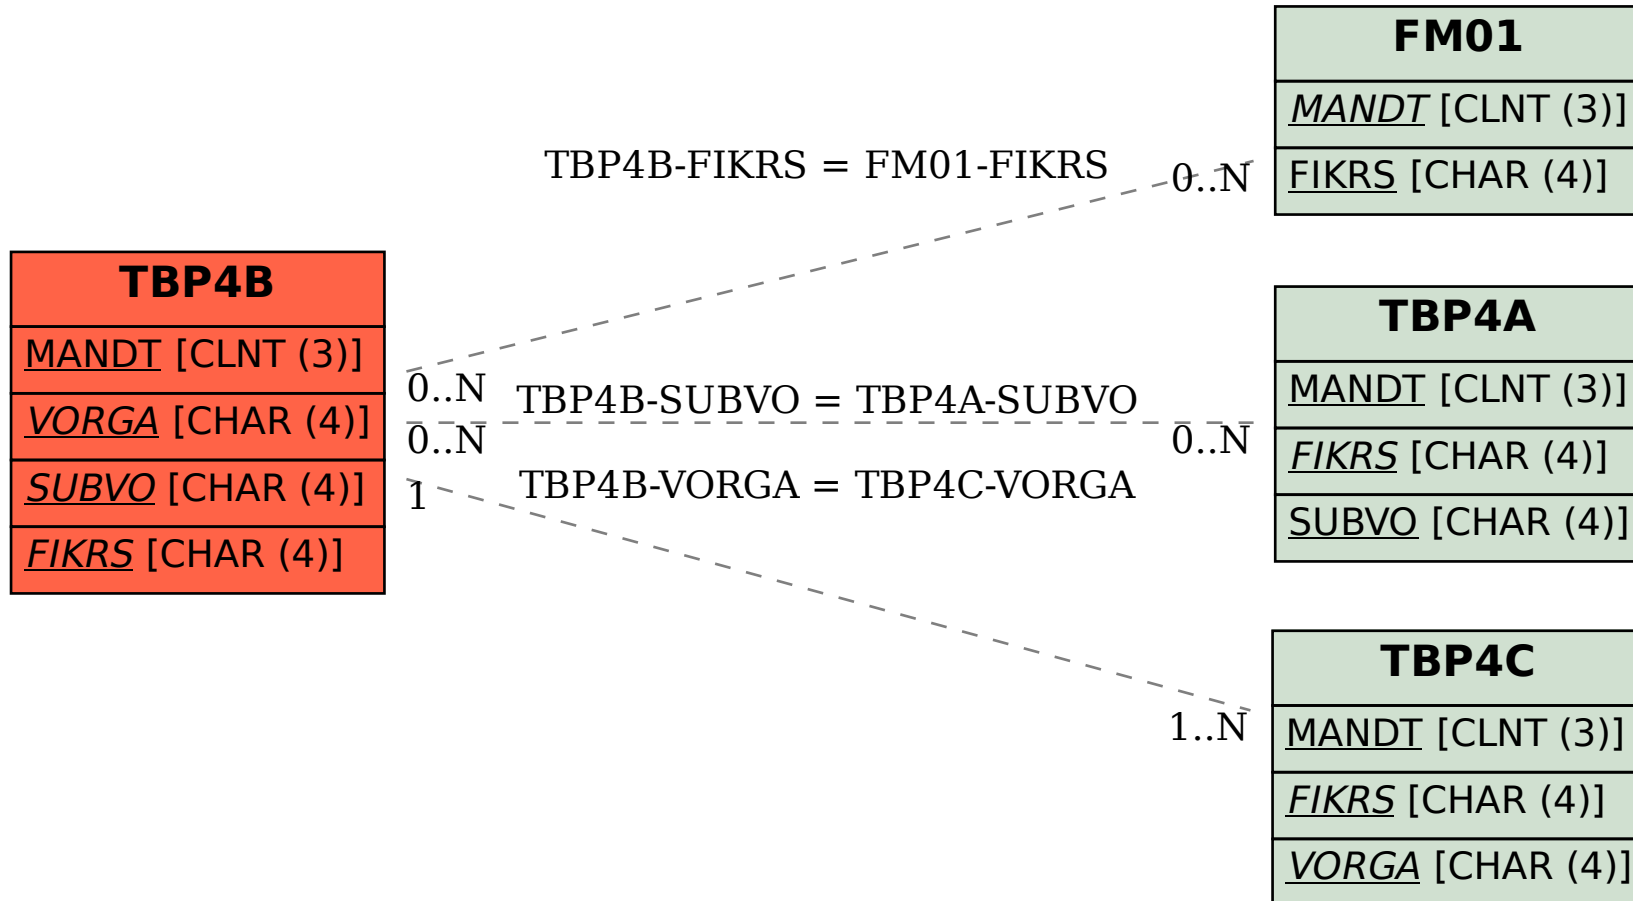 FM01
MANDT [CLNT (3)]
FIKRS [CHAR (4)]
TBP4B-FIKRS = FM01-FIKRS
0..N
TBP4B
MANDT [CLNT (3)]
VORGA [CHAR (4)]
SUBVO [CHAR (4)]
FIKRS [CHAR (4)]
0..N
TBP4B-SUBVO = TBP4A-SUBVO
0..N
0..N
TBP4B-VORGA = TBP4C-VORGA
1
1..N
TBP4A
MANDT [CLNT (3)]
FIKRS [CHAR (4)]
SUBVO [CHAR (4)]
TBP4C
MANDT [CLNT (3)]
FIKRS [CHAR (4)]
VORGA [CHAR (4)]